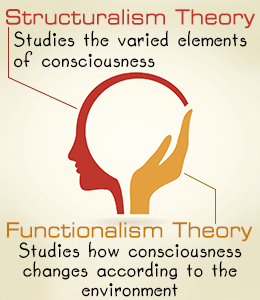 Structuralism Theory
Studies the varied elements
of consciousness
Functionalism Theory
Studies how consciousness
changes according to the
environment